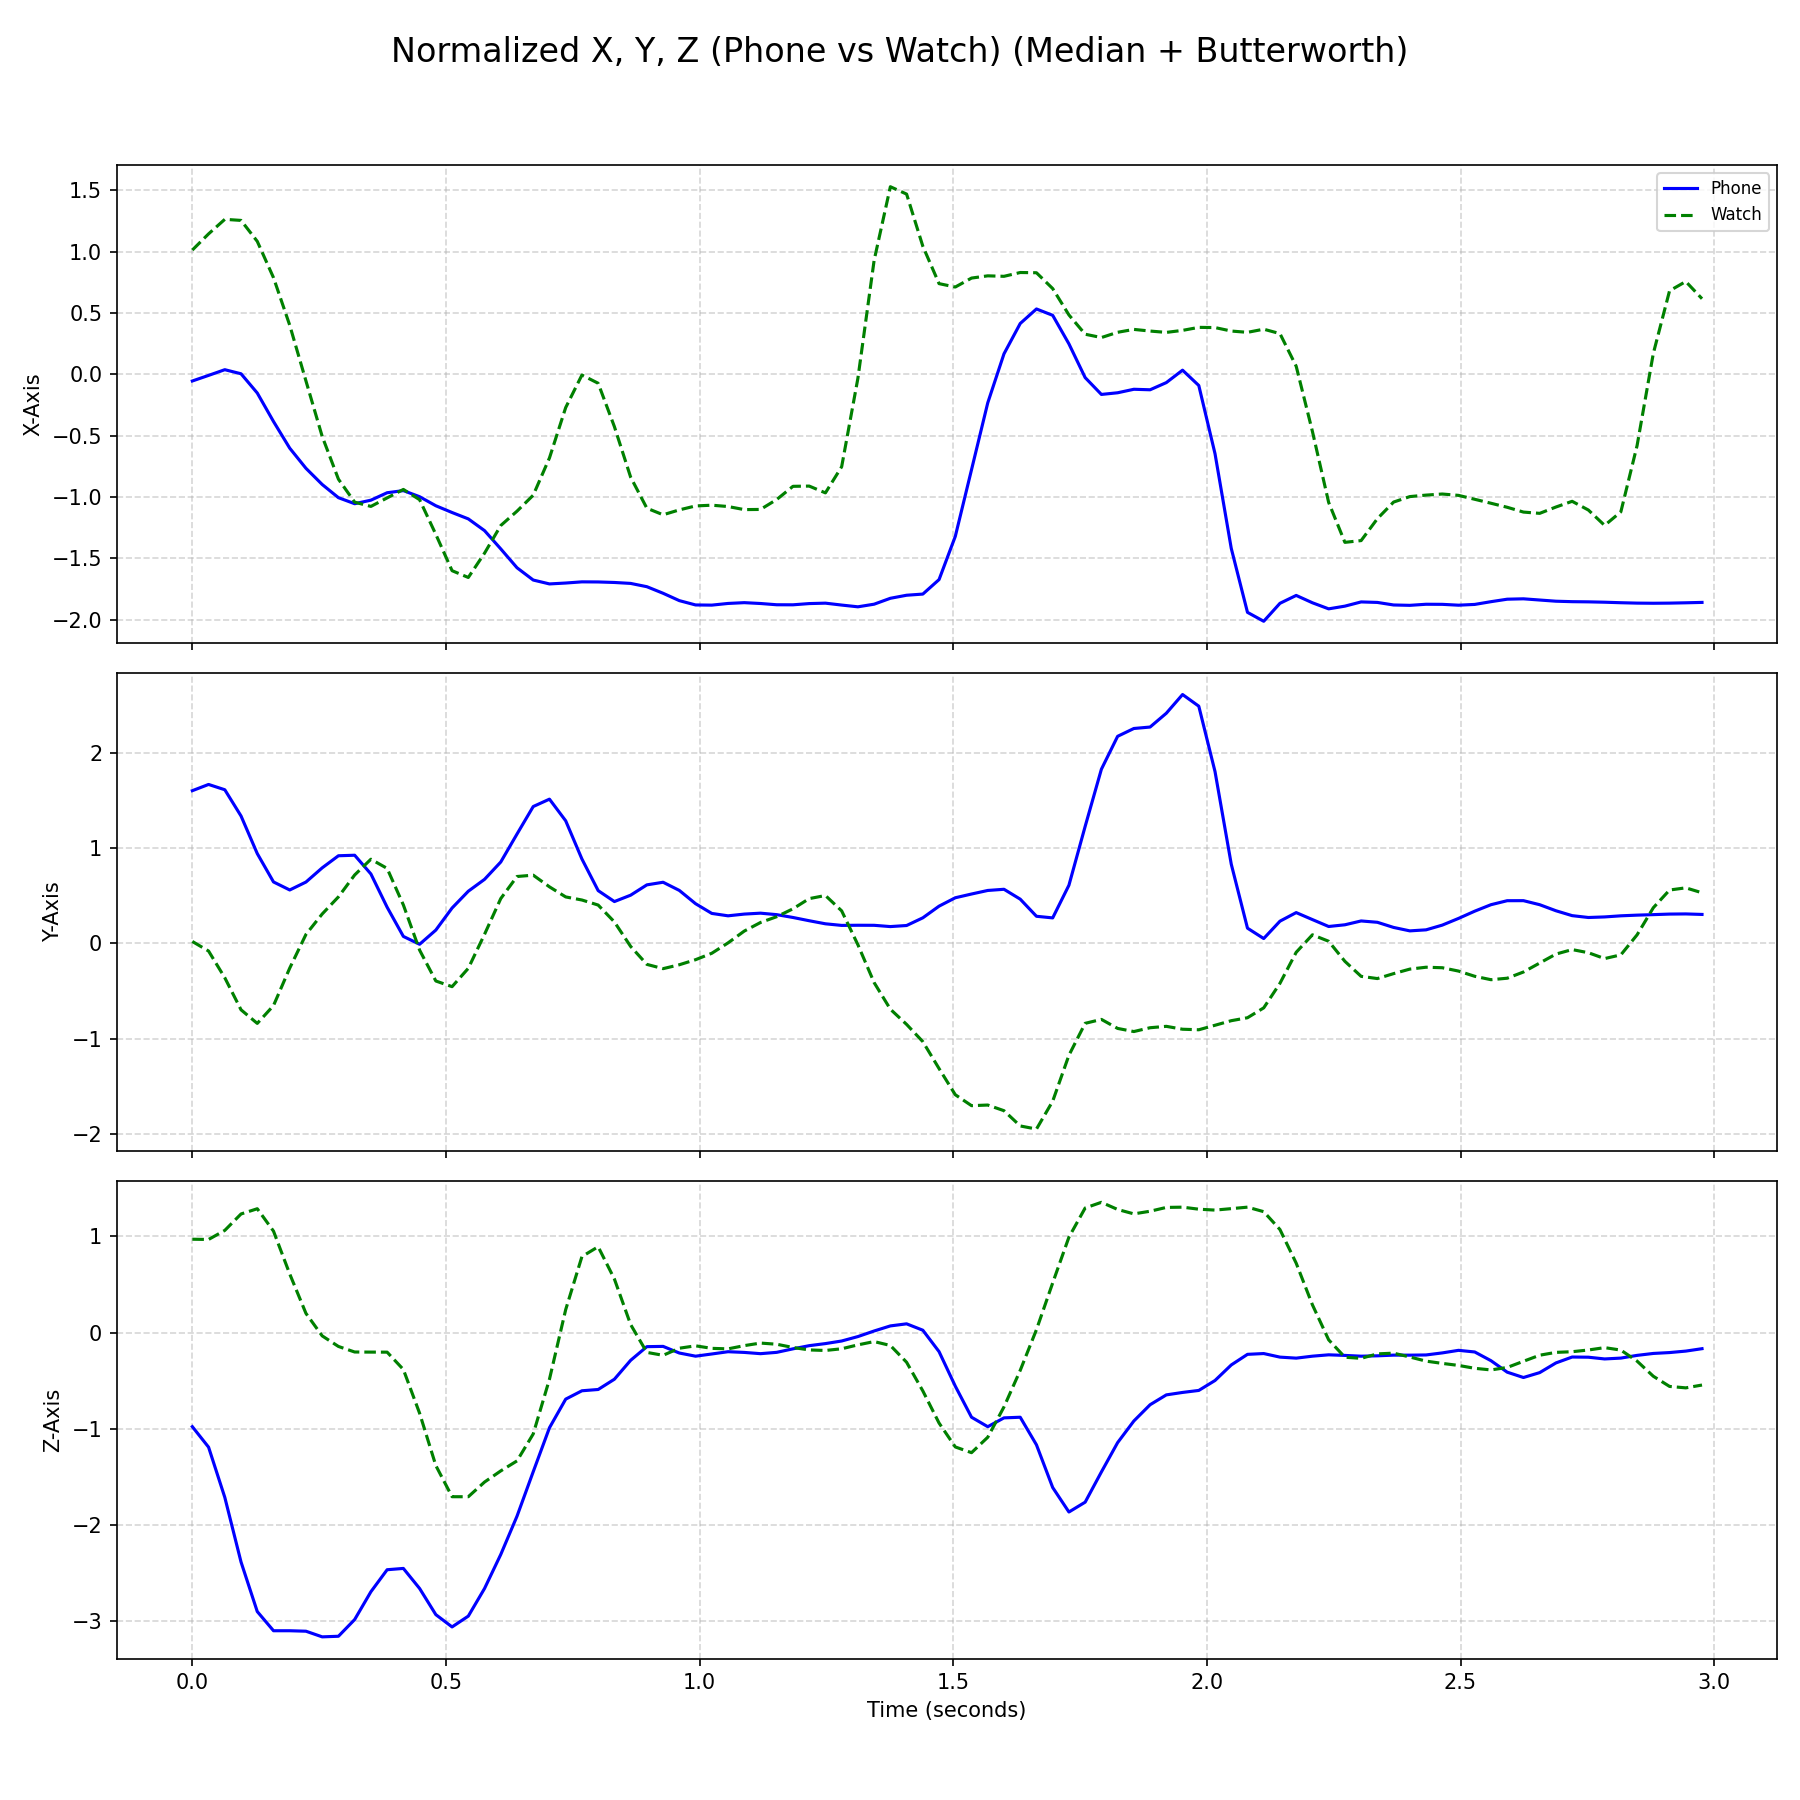 Normalized X, Y, Z (Phone vs Watch) (Median + Butterworth)
Phone
Watch
X-Axis
1.5
1.0
0.5
0.0
−0.5
−1.0
−1.5
−2.0
Y-Axis
2
1
0
−1
−2
Z-Axis
1
0
−1
−2
−3
0.0 0.5 1.0 1.5 2.0 2.5 3.0
Time (seconds)